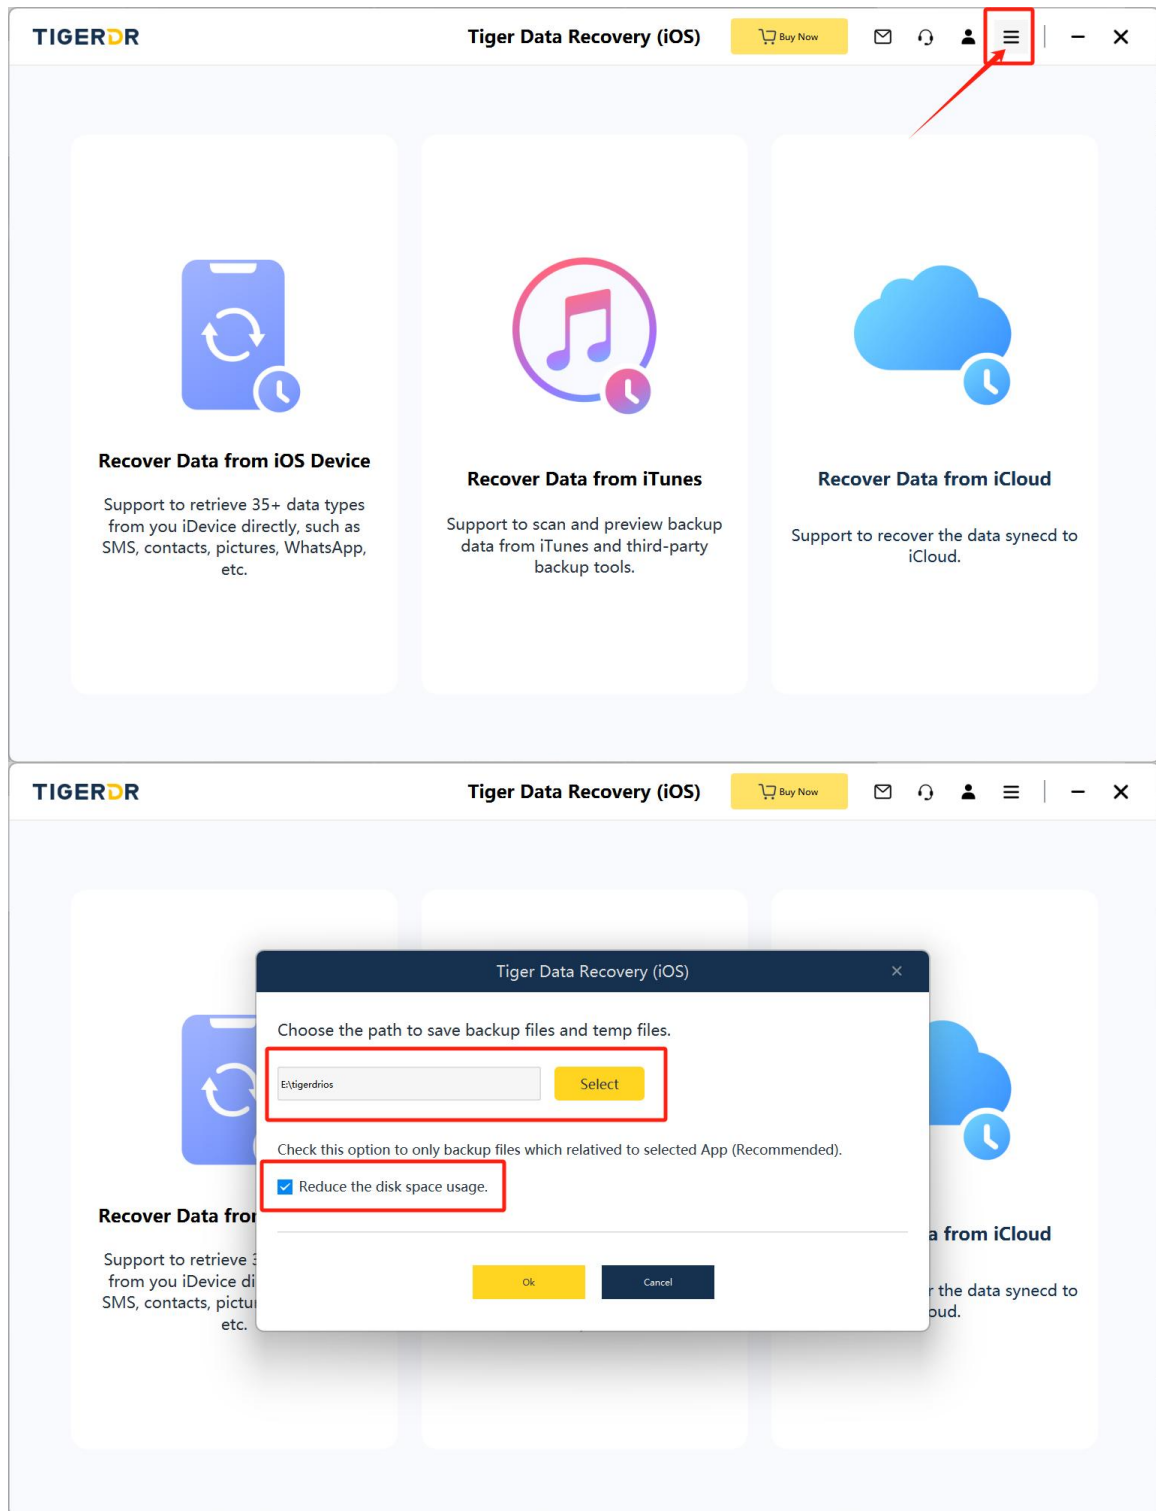 TIGERDR
Tiger Data Recovery (iOS)
Buy Now
Recover Data from iOS Device
Support to retrieve 35+ data types
from you iDevice directly, such as
SMS, contacts, pictures, WhatsApp,
etc.
Recover Data from iTunes
Support to scan and preview backup
data from iTunes and third-party
backup tools.
Recover Data from iCloud
Support to recover the data synecd to
iCloud.
TIGERDR
Tiger Data Recovery (iOS)
Buy Now
Tiger Data Recovery (iOS)
Choose the path to save backup files and temp files.
E:\tigerdrios
Select
Check this option to only backup files which relatived to selected App (Recommended).
Reduce the disk space usage.
Ok
Cancel
Recover Data from
Support to retrieve
from you iDevice di
SMS, contacts, pictu
etc.
a from iCloud
the data synecd to
oud.